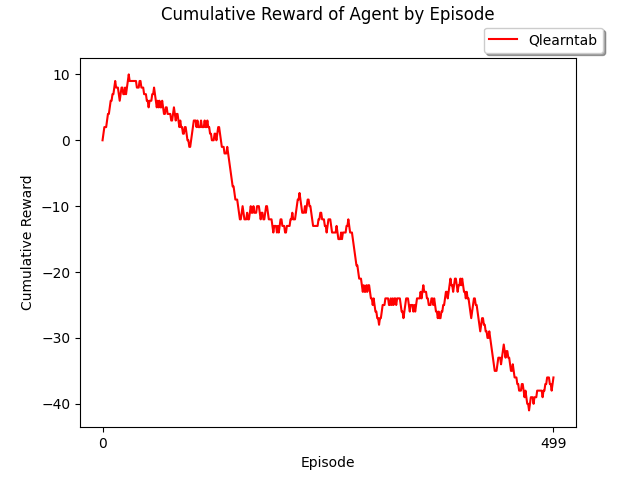 Cumulative Reward of Agent by Episode
Qlearntab
10
0
−10
−20
−30
−40
Cumulative Reward
0
499
Episode